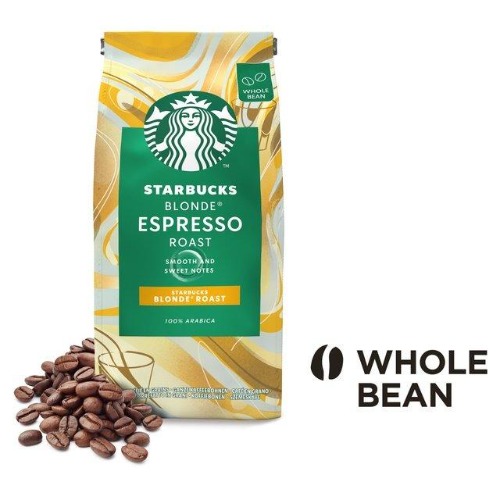 WHOLE
BEAN
STARBUCKS
BLONDE®
ESPRESSO
ROAST
SMOOTH AND
SWEET NOTES
STARBUCKS
BLONDE® ROAST
100% ARABICA
WHOLE
BEAN